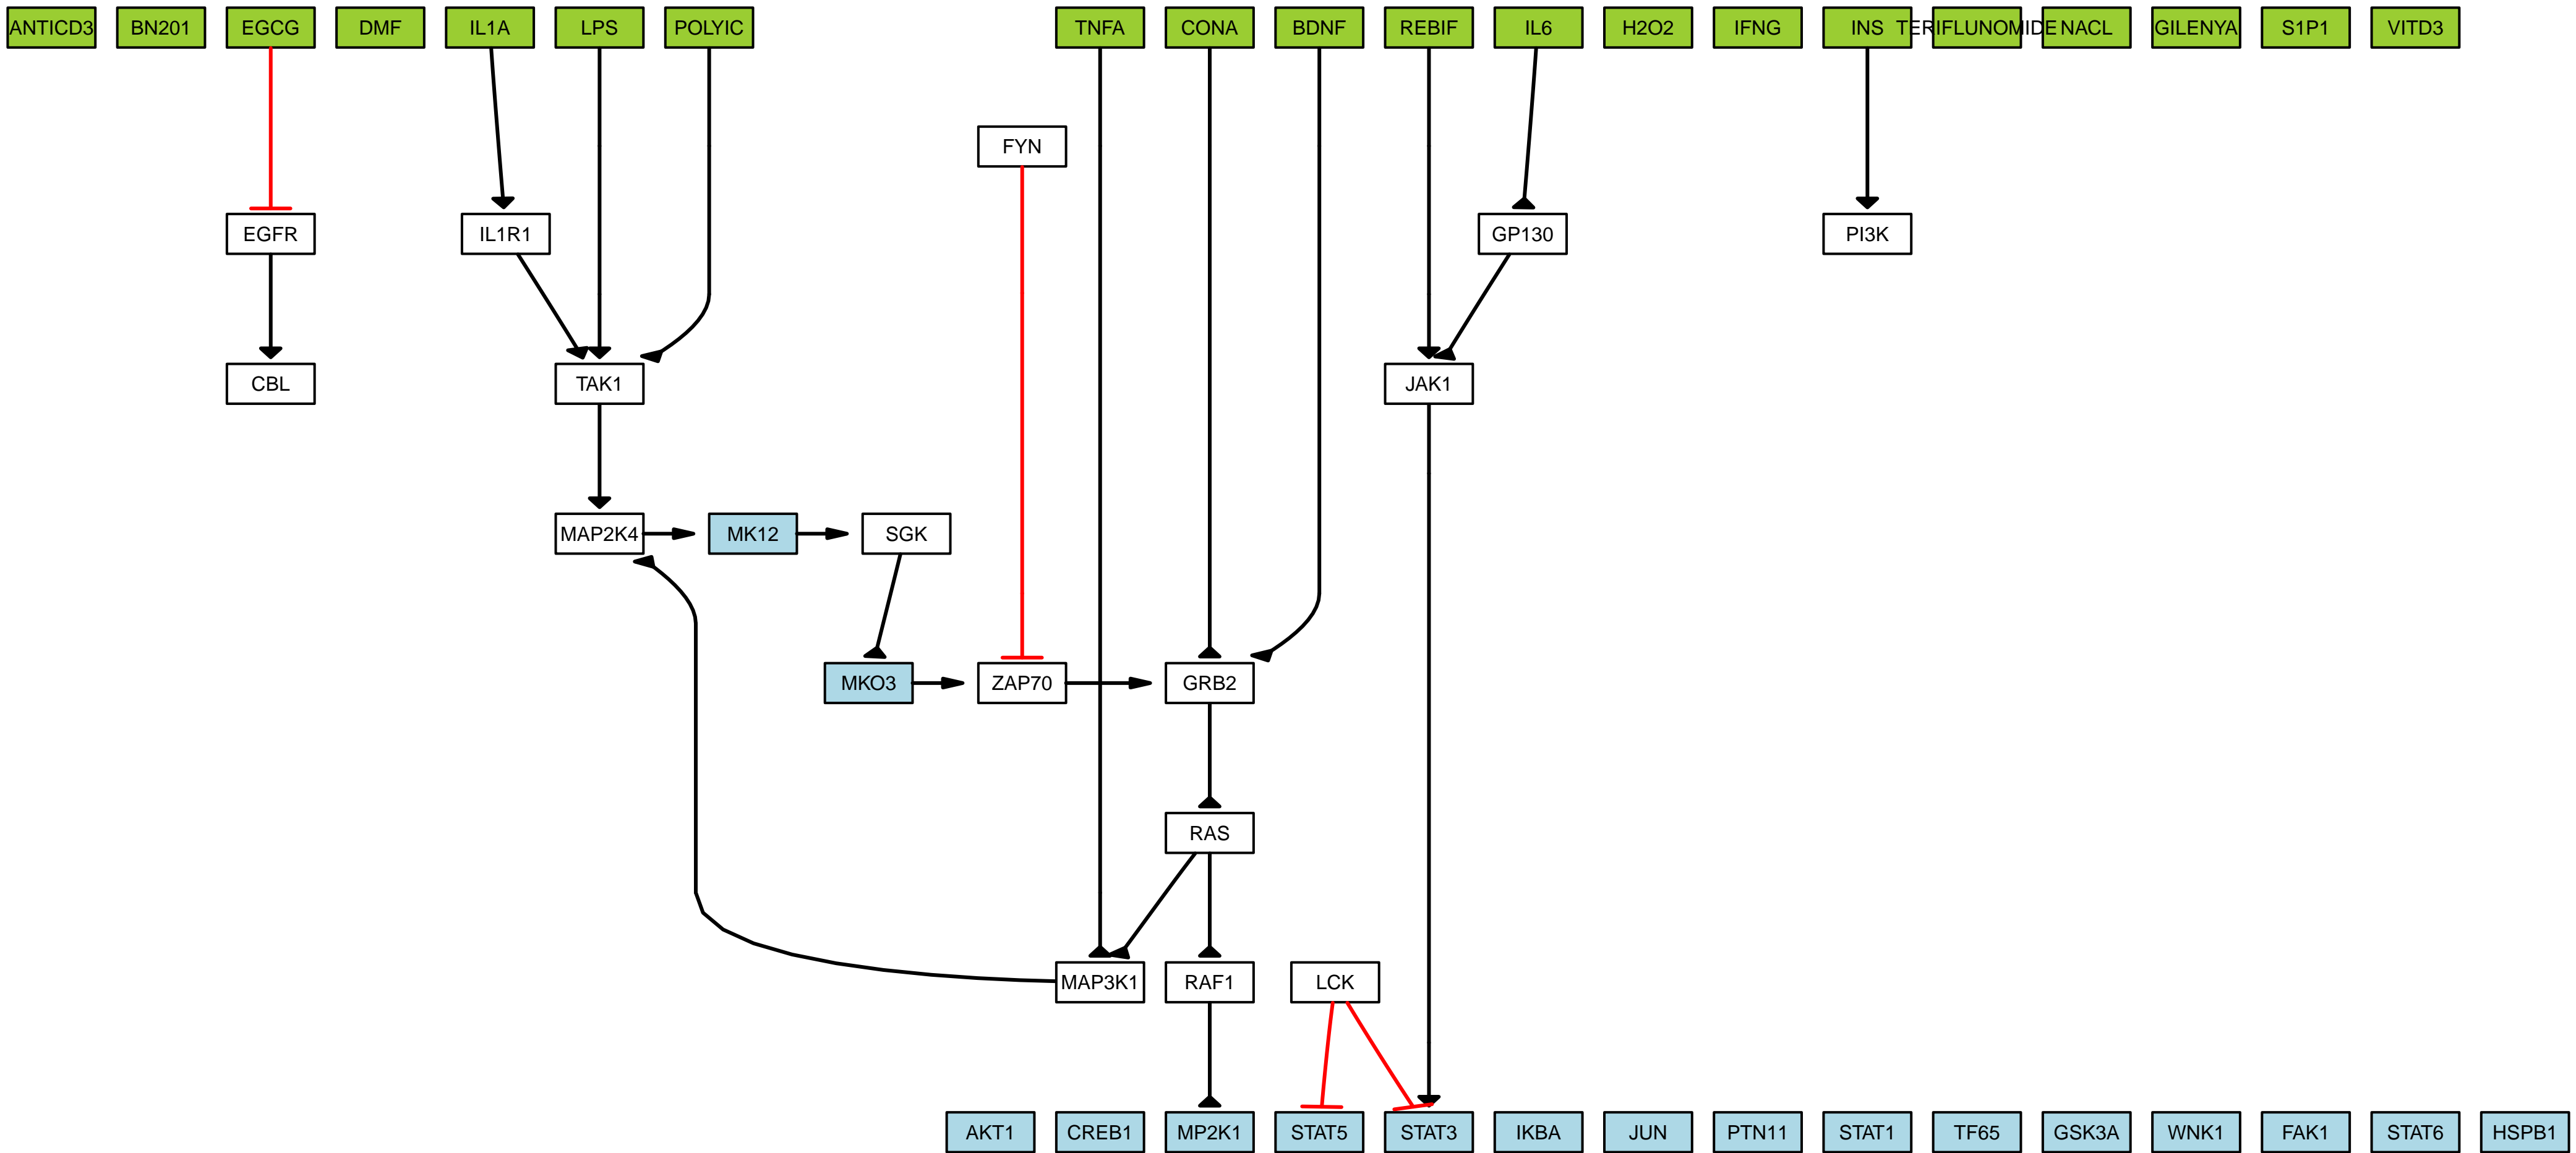 ANTICD3 BN201 EGCG DMF IL1A LPS POLYIC TNFA CONA BDNF REBIF IL6 H2O2 IFNG INS TERIFLUNOMIDE NACL GILENYA S1P1 VITD3
FYN
EGFR IL1R1 GP130 PI3K
CBL TAK1 JAK1
MAP2K4 MK12 SGK
MKO3 ZAP70 GRB2
RAS
MAP3K1 RAF1 LCK
AKT1 CREB1 MP2K1 STAT5 STAT3 IKBA JUN PTN11 STAT1 TF65 GSK3A WNK1 FAK1 STAT6 HSPB1